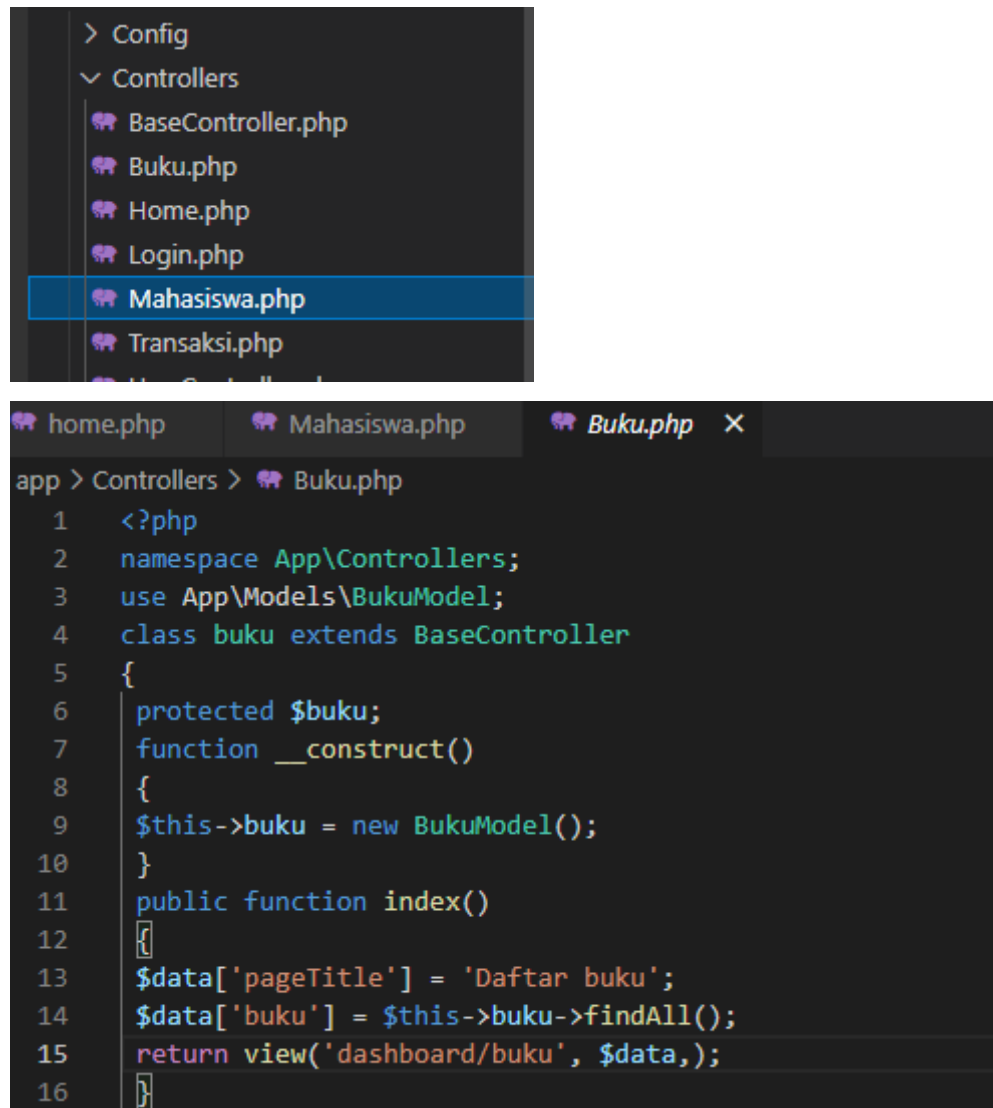 > Config
Controllers
BaseController.php
Buku.php
Home.php
Login.php
Mahasiswa.php
Transaksi.php
home.php Mahasiswa.php Buku.php ×
app > Controllers > Buku.php
1 <?php
2 namespace App\Controllers;
3 use App\Models\BukuModel;
4 class buku extends BaseController
5 {
6 protected $buku;
7 function __construct()
8 {
9 $this->buku = new BukuModel();
10 }
11 public function index()
12 {
13 $data['pageTitle'] = 'Daftar buku';
14 $data['buku'] = $this->buku->findAll();
15 return view('dashboard/buku', $data,);
16 }